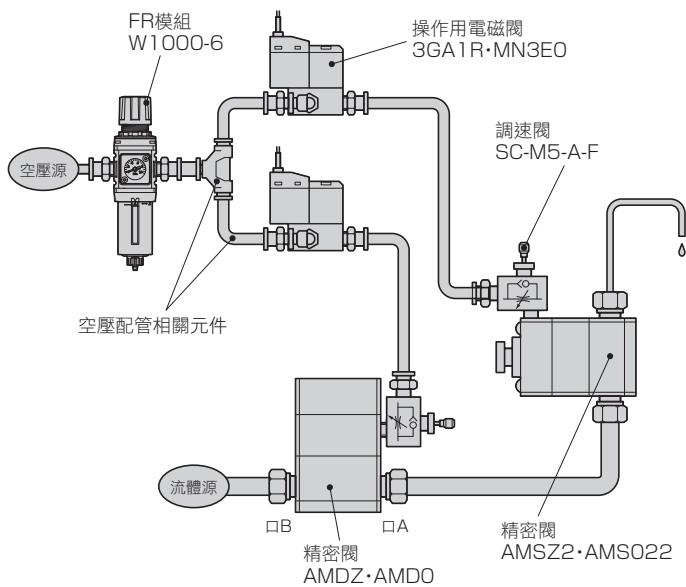 FR模組
W1000-6
操作用電磁閥
3GA1R･MN3E0
調速閥
SC-M5-A-F
空壓源
空壓配管相關元件
流體源
口B
口A
精密閥
AMDZ･AMD0
精密閥
AMSZ2･AMS022